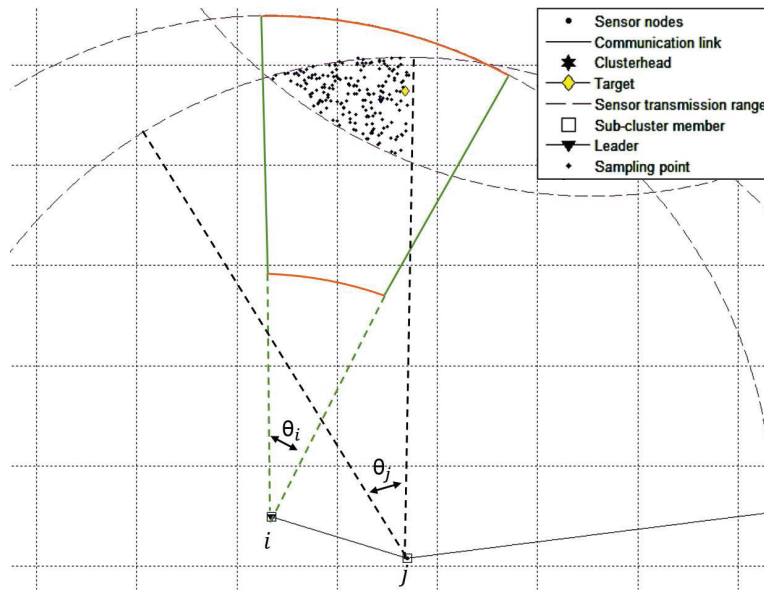 Sensor nodes
Communication link
Clusterhead
Target
Sensor transmission range
Sub-cluster member
Leader
Sampling point
θi
θj
i
j